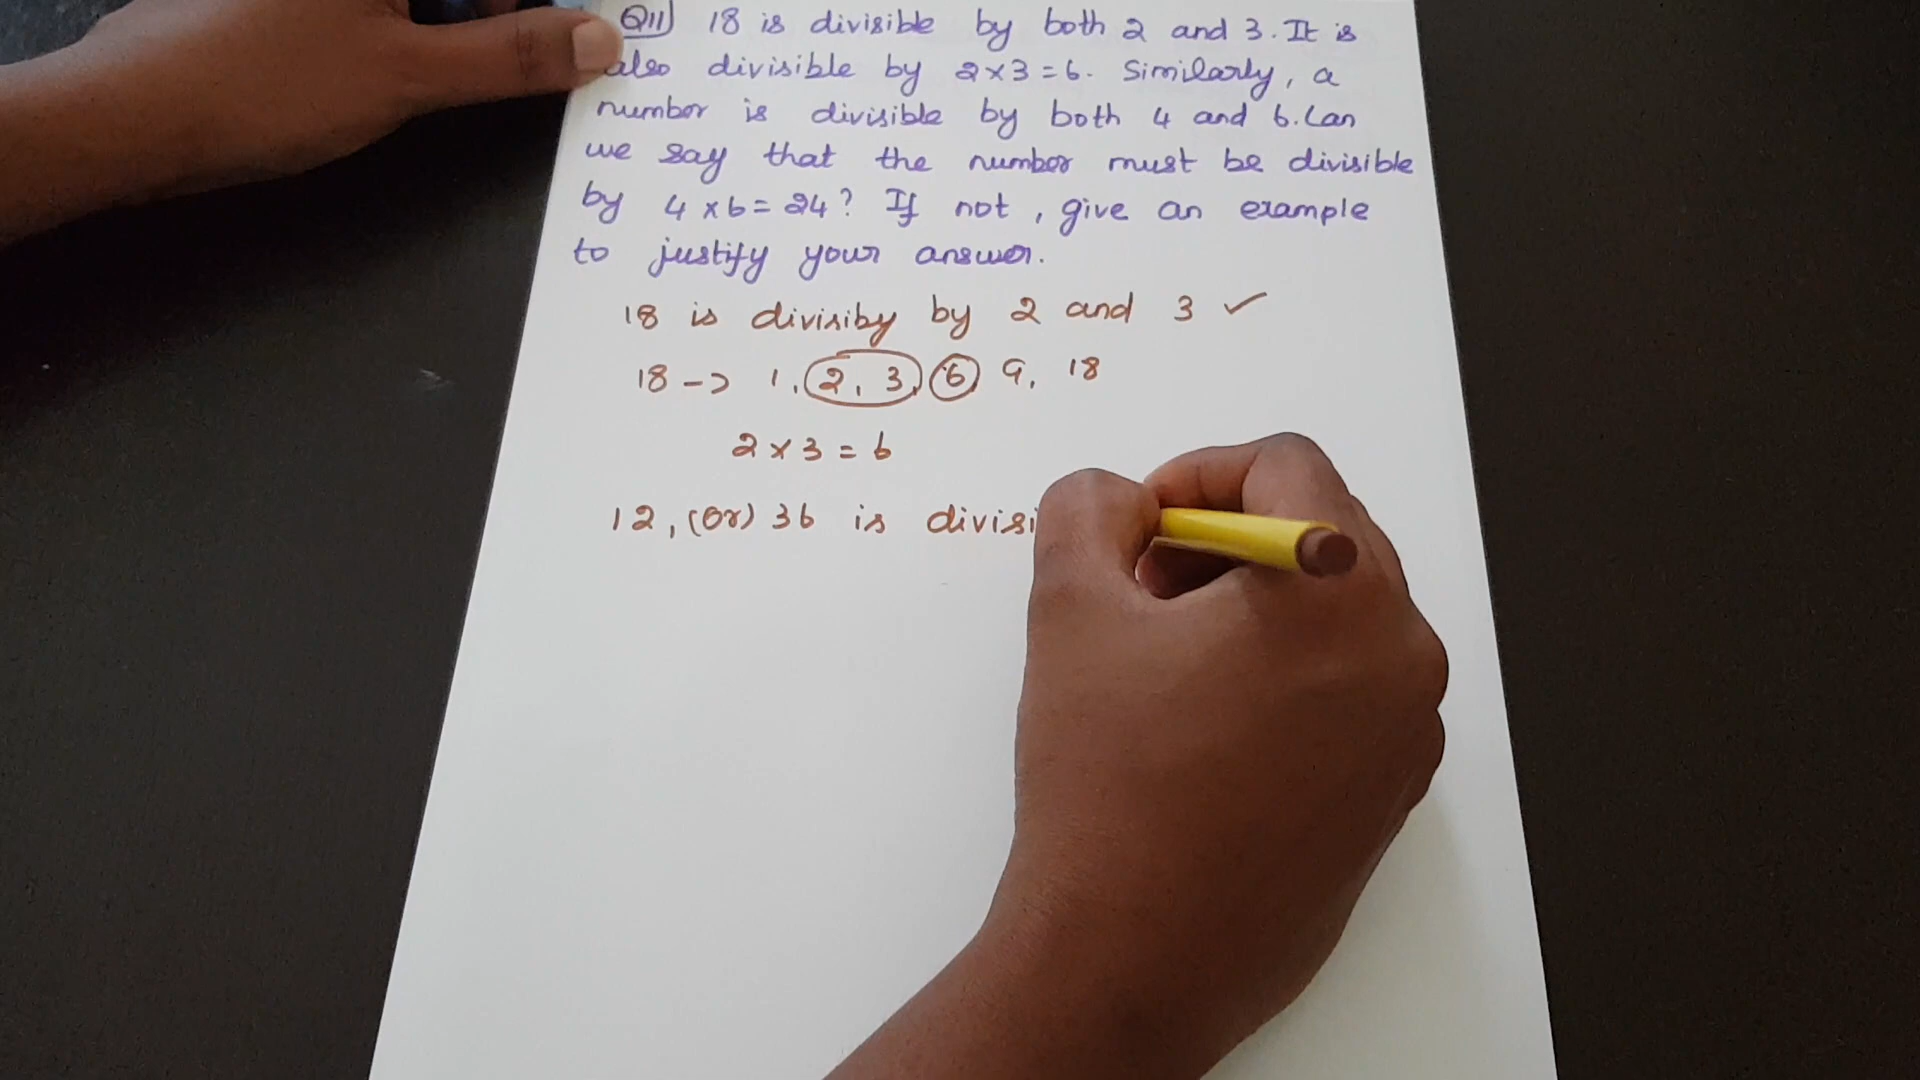 Q11) 18 is divisible by both 2 and 3. It is
also divisible by 2×3=6. Similarly, a
number is divisible by both 4 and 6. Can
we say that the number must be divisible
by 4×6=24? If not, give an example
to justify your answer.
18 is divisiby by 2 and 3 ✓
18 -> 1, 2, 3, 6 9, 18
2×3=6
12, (or) 36 is divisi